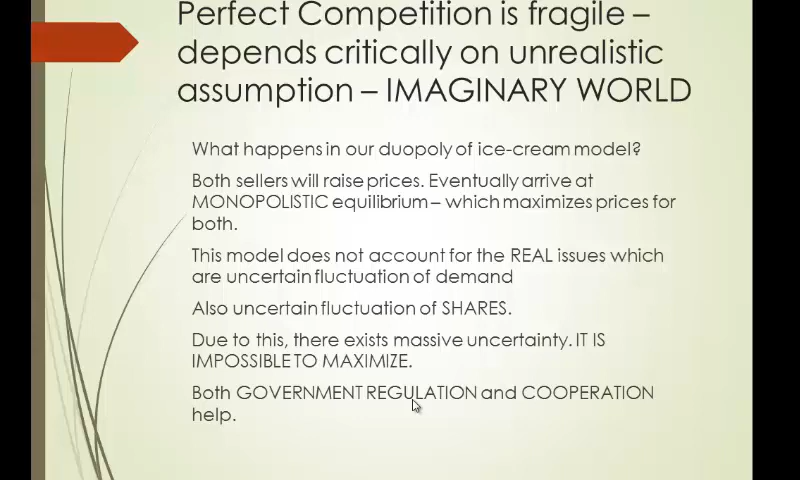 Perfect Competition is fragile –
depends critically on unrealistic
assumption – IMAGINARY WORLD
What happens in our duopoly of ice-cream model?
Both sellers will raise prices. Eventually arrive at
MONOPOLISTIC equilibrium – which maximizes prices for
both.
This model does not account for the REAL issues which
are uncertain fluctuation of demand
Also uncertain fluctuation of SHARES.
Due to this, there exists massive uncertainty. IT IS
IMPOSSIBLE TO MAXIMIZE.
Both GOVERNMENT REGULATION and COOPERATION
help.